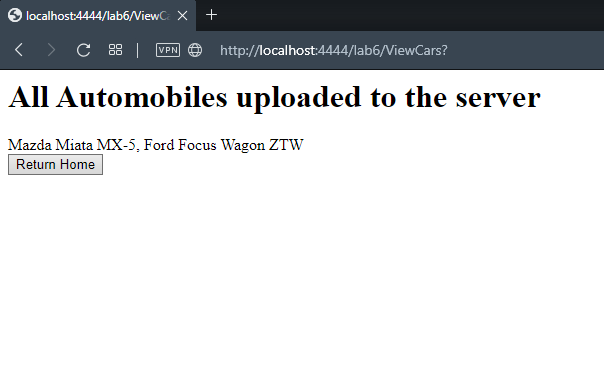 localhost:4444/lab6/ViewCa
VPN http://localhost:4444/lab6/ViewCars?
All Automobiles uploaded to the server
Mazda Miata MX-5, Ford Focus Wagon ZTW
Return Home